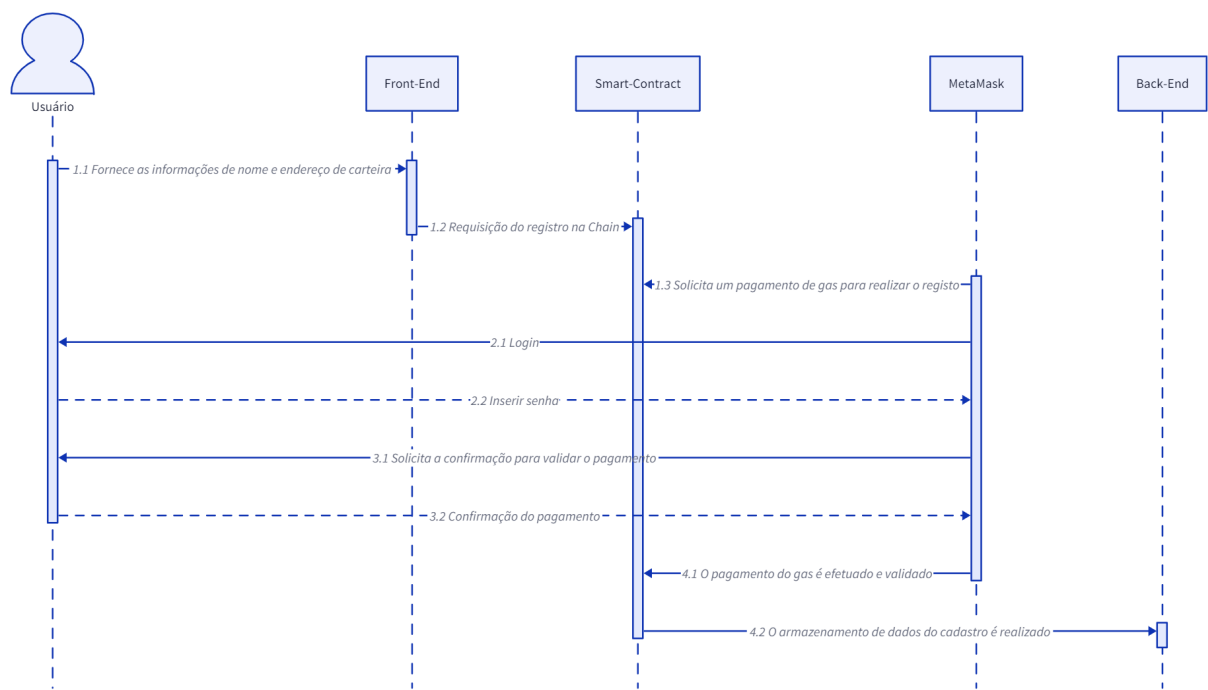 Usuário
Front-End
Smart-Contract
MetaMask
Back-End
1.1 Fornece as informações de nome e endereço de carteira
1.2 Requisição do registro na Chain
1.3 Solicita um pagamento de gas para realizar o registo
2.1 Login
2.2 Inserir senha
3.1 Solicita a confirmação para validar o pagamento
3.2 Confirmação do pagamento
4.1 O pagamento do gas é efetuado e validado
4.2 O armazenamento de dados do cadastro é realizado